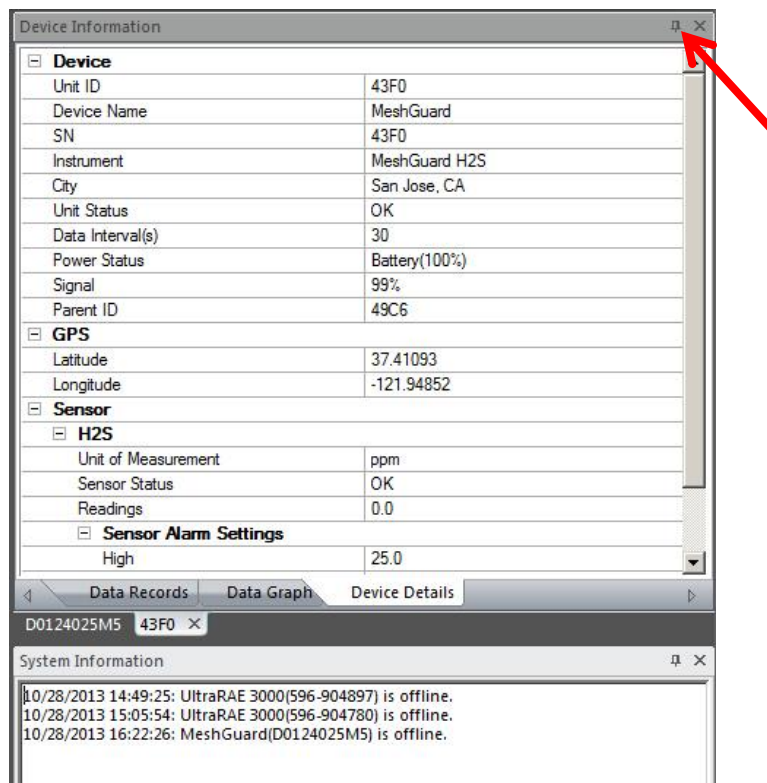 Device Information
Device
Unit ID 43F0
Device Name MeshGuard
SN 43F0
Instrument MeshGuard H2S
City San Jose, CA
Unit Status OK
Data Interval(s) 30
Power Status Battery(100%)
Signal 99%
Parent ID 49C6
GPS
Latitude 37.41093
Longitude -121.94852
Sensor
H2S
Unit of Measurement ppm
Sensor Status OK
Readings 0.0
Sensor Alarm Settings
High 25.0
Data Records Data Graph Device Details
D0124025M5 43F0
System Information
10/28/2013 14:49:25: UltraRAE 3000(596-904897) is offline.
10/28/2013 15:05:54: UltraRAE 3000(596-904780) is offline.
10/28/2013 16:22:26: MeshGuard(D0124025M5) is offline.